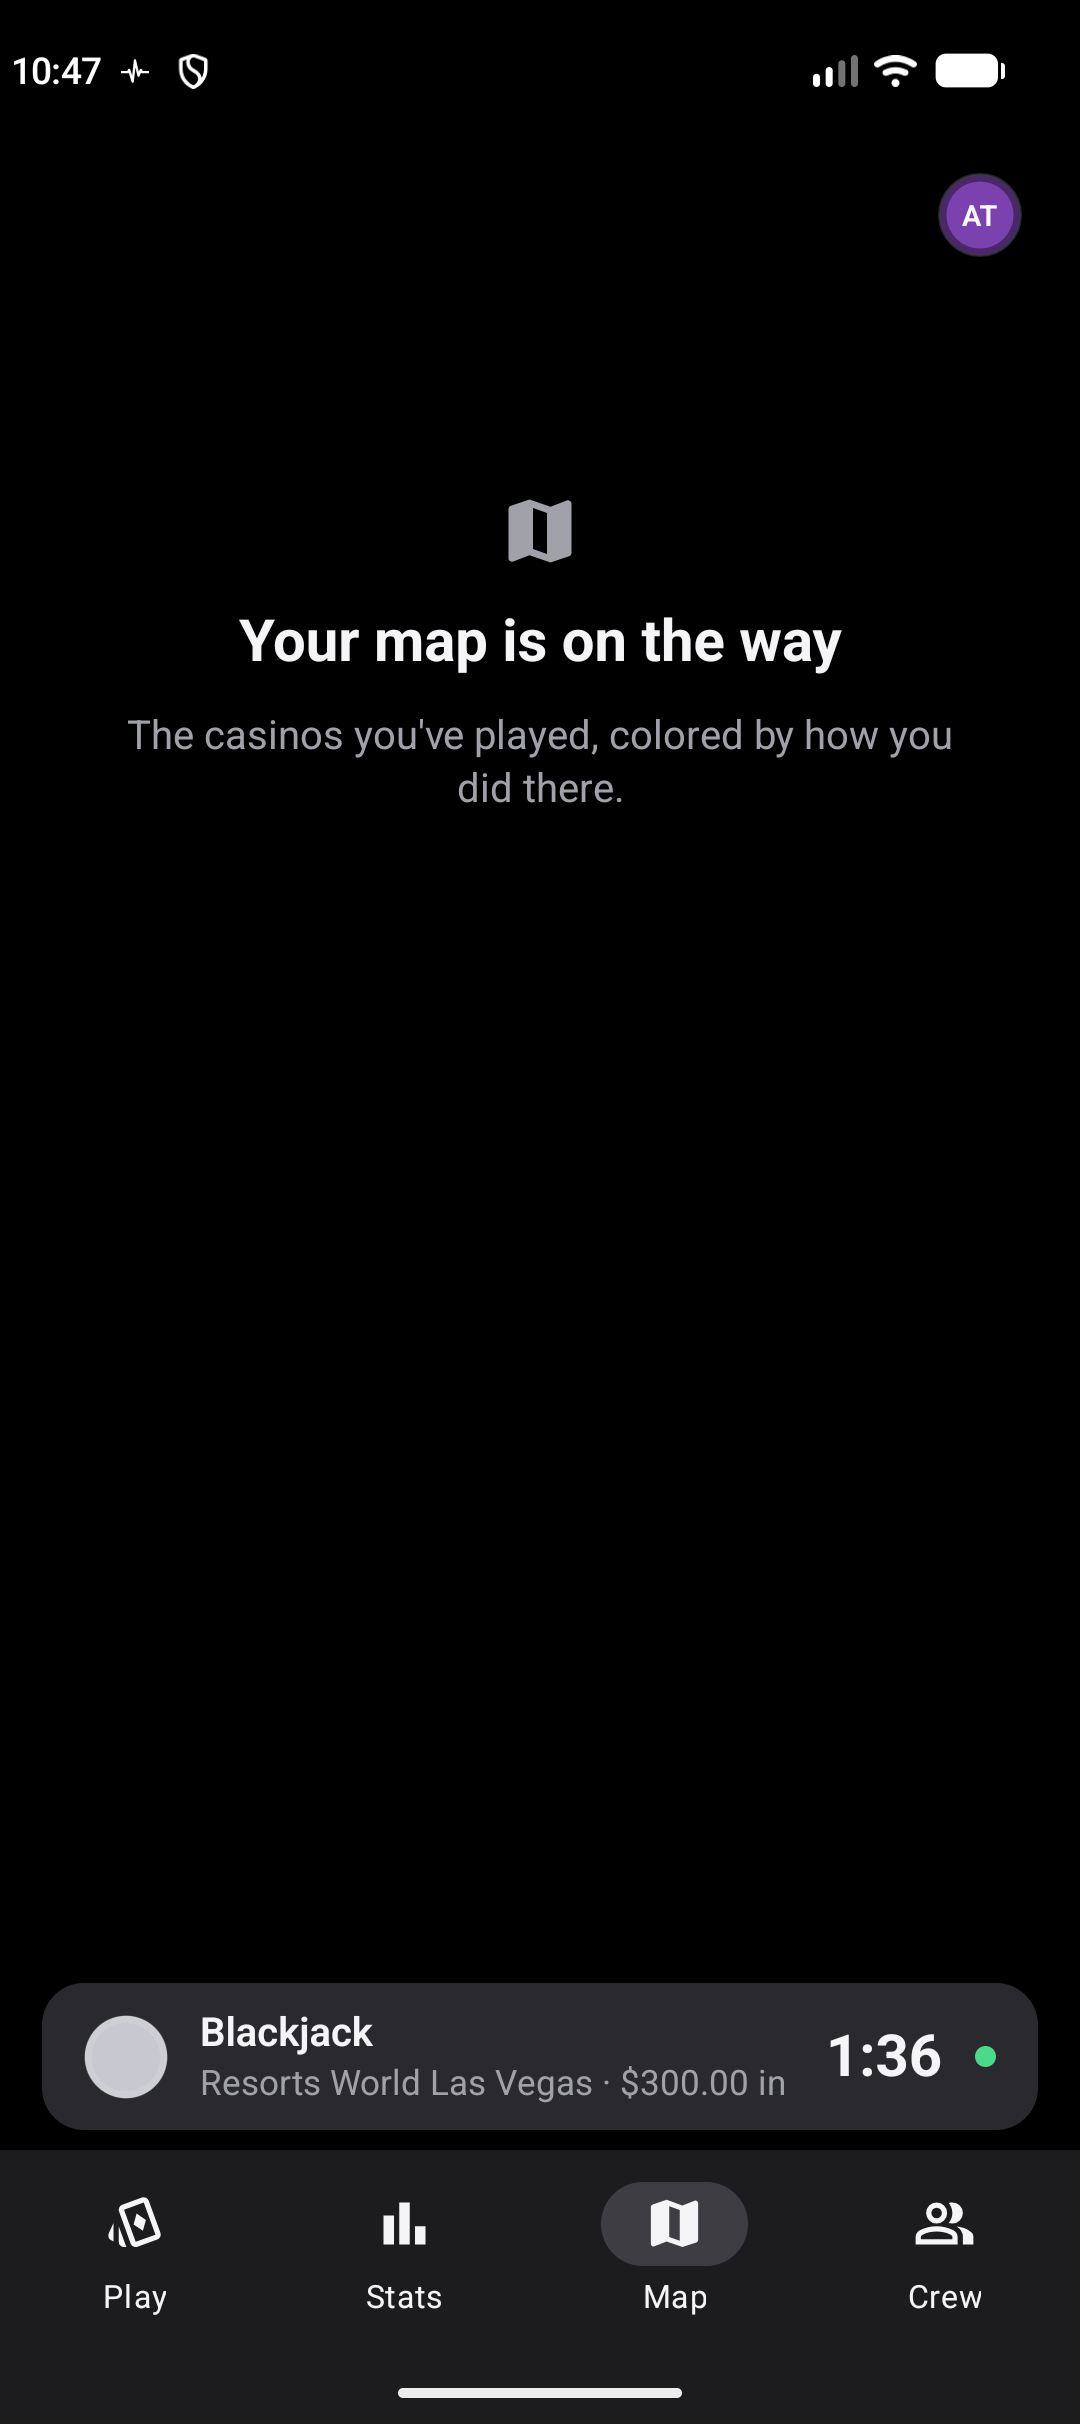 10:47
AT
Your map is on the way
The casinos you've played, colored by how you
did there.
Blackjack
Resorts World Las Vegas · $300.00 in
1:36
Play
Stats
Map
Crew